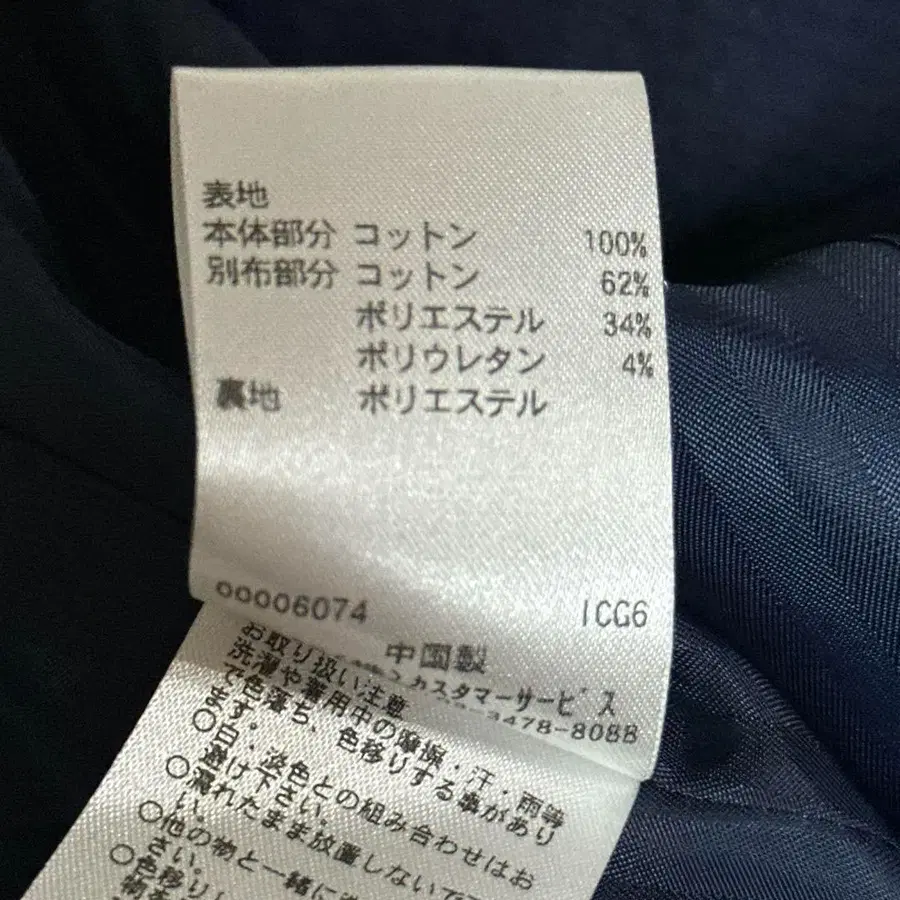 表地
本体部分 コットン 100%
別布部分 コットン 62%
ポリエステル 34%
ポリウレタン 4%
裏地 ポリエステル
00006074 ICG6
中国製
カスタマーサービス
3478-8088
お取り扱い注意
洗濯や着用中の摩擦・汗・雨等
で色落ち、色移りする事があり
ます。
○白・淡色との組み合わせはお
避け下さい。
○濡れたまま放置しないで下
い。
○他の物と一緒に
さい。
○色移り
物を